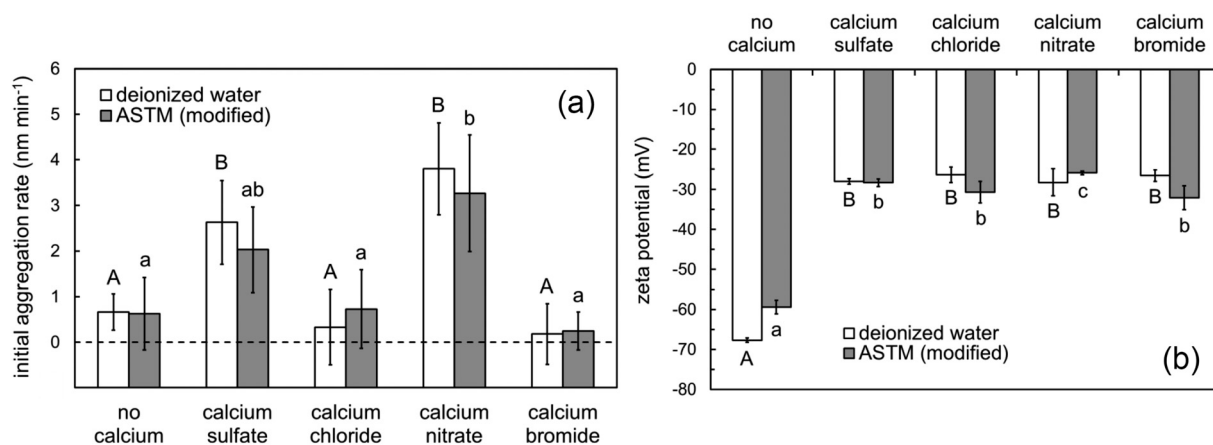 initial aggregation rate (nm min⁻¹)
6
5
4
3
2
1
0
deionized water
ASTM (modified)
(a)
A
a
B
ab
A
a
B
b
A
a
no
calcium
calcium
sulfate
calcium
chloride
calcium
nitrate
calcium
bromide
no
calcium
calcium
sulfate
calcium
chloride
calcium
nitrate
calcium
bromide
zeta potential (mV)
0
-10
-20
-30
-40
-50
-60
-70
-80
A
a
B
b
B
b
B
c
B
b
deionized water
ASTM (modified)
(b)